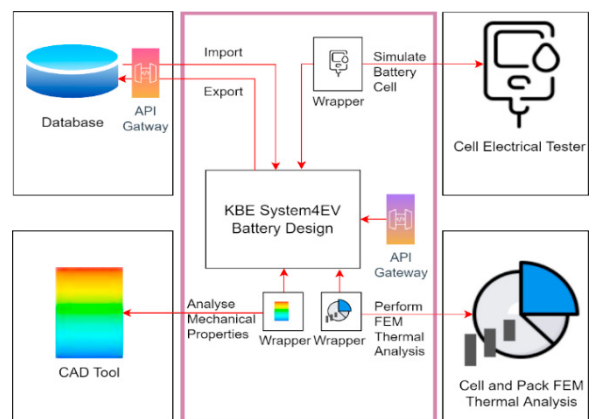 Import
Export
API
Gatway
Database
Simulate
Battery
Cell
Wrapper
Cell Electrical Tester
KBE System4EV
Battery Design
API
Gateway
Analyse
Mechanical
Properties
Wrapper
Wrapper
Perform
FEM
Thermal
Analysis
CAD Tool
Cell and Pack FEM
Thermal Analysis